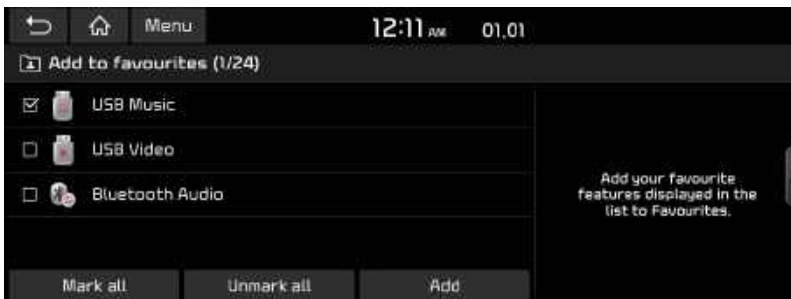 Menu 12:11 AM 01.01
Add to favourites (1/24)
USB Music
USB Video
Bluetooth Audio
Add your favourite
features displayed in the
list to Favourites.
Mark all Unmark all Add